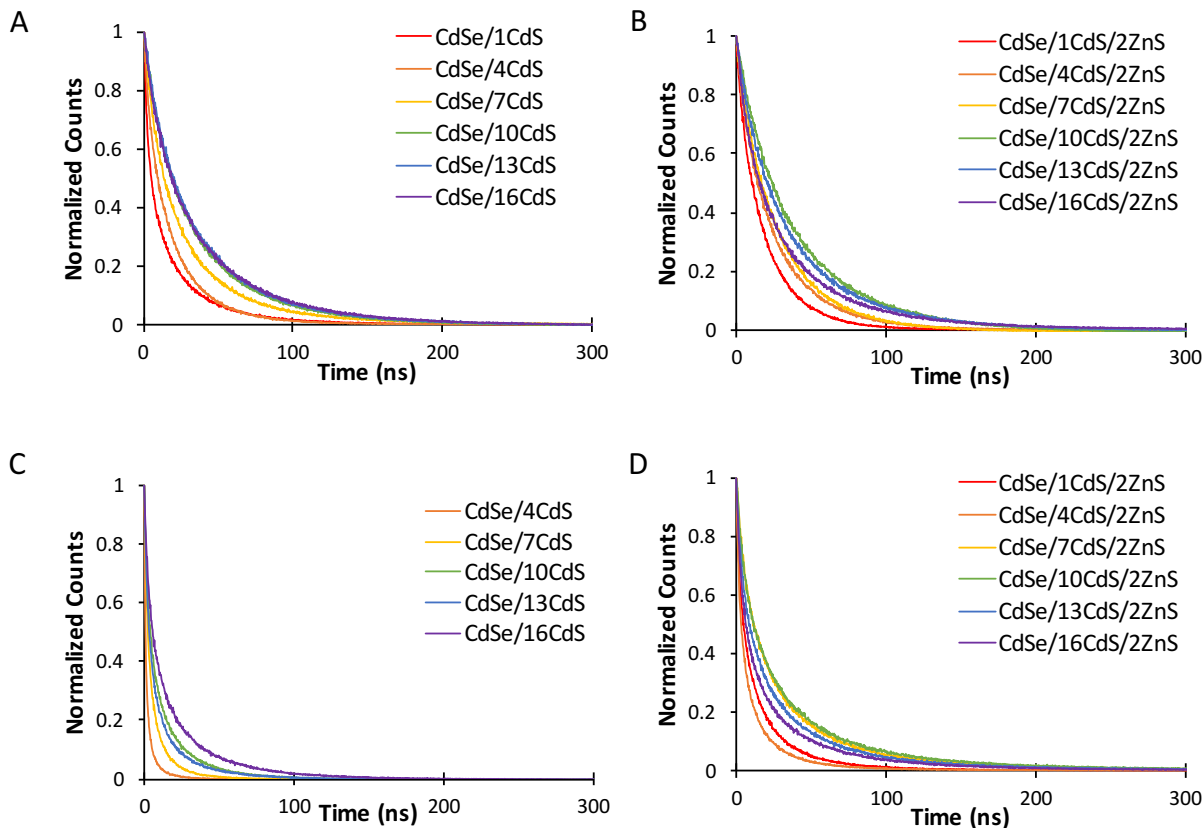 A
Normalized Counts
1
0.8
0.6
0.4
0.2
0
0 100 200 300
Time (ns)
CdSe/1CdS
CdSe/4CdS
CdSe/7CdS
CdSe/10CdS
CdSe/13CdS
CdSe/16CdS
B
Normalized Counts
1
0.8
0.6
0.4
0.2
0
0 100 200 300
Time (ns)
CdSe/1CdS/2ZnS
CdSe/4CdS/2ZnS
CdSe/7CdS/2ZnS
CdSe/10CdS/2ZnS
CdSe/13CdS/2ZnS
CdSe/16CdS/2ZnS
C
Normalized Counts
1
0.8
0.6
0.4
0.2
0
0 100 200 300
Time (ns)
CdSe/4CdS
CdSe/7CdS
CdSe/10CdS
CdSe/13CdS
CdSe/16CdS
D
Normalized Counts
1
0.8
0.6
0.4
0.2
0
0 100 200 300
Time (ns)
CdSe/1CdS/2ZnS
CdSe/4CdS/2ZnS
CdSe/7CdS/2ZnS
CdSe/10CdS/2ZnS
CdSe/13CdS/2ZnS
CdSe/16CdS/2ZnS